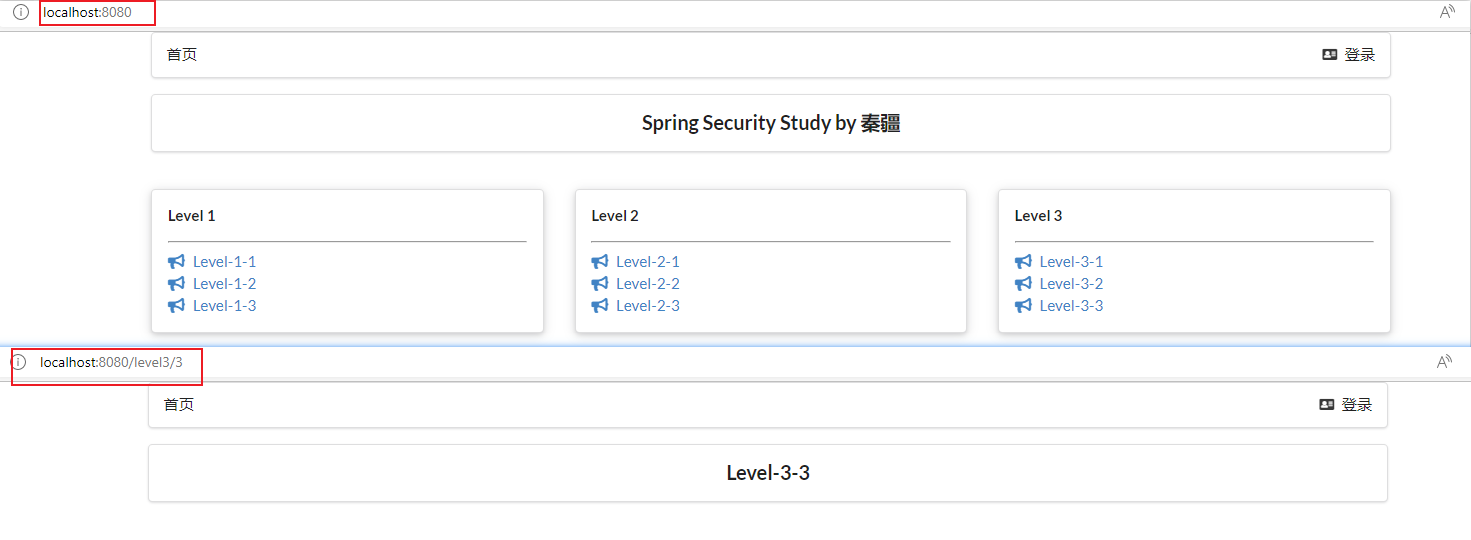 localhost:8080
首页 登录
Spring Security Study by 秦疆
Level 1
Level-1-1
Level-1-2
Level-1-3
Level 2
Level-2-1
Level-2-2
Level-2-3
Level 3
Level-3-1
Level-3-2
Level-3-3
localhost:8080/level3/3
首页 登录
Level-3-3